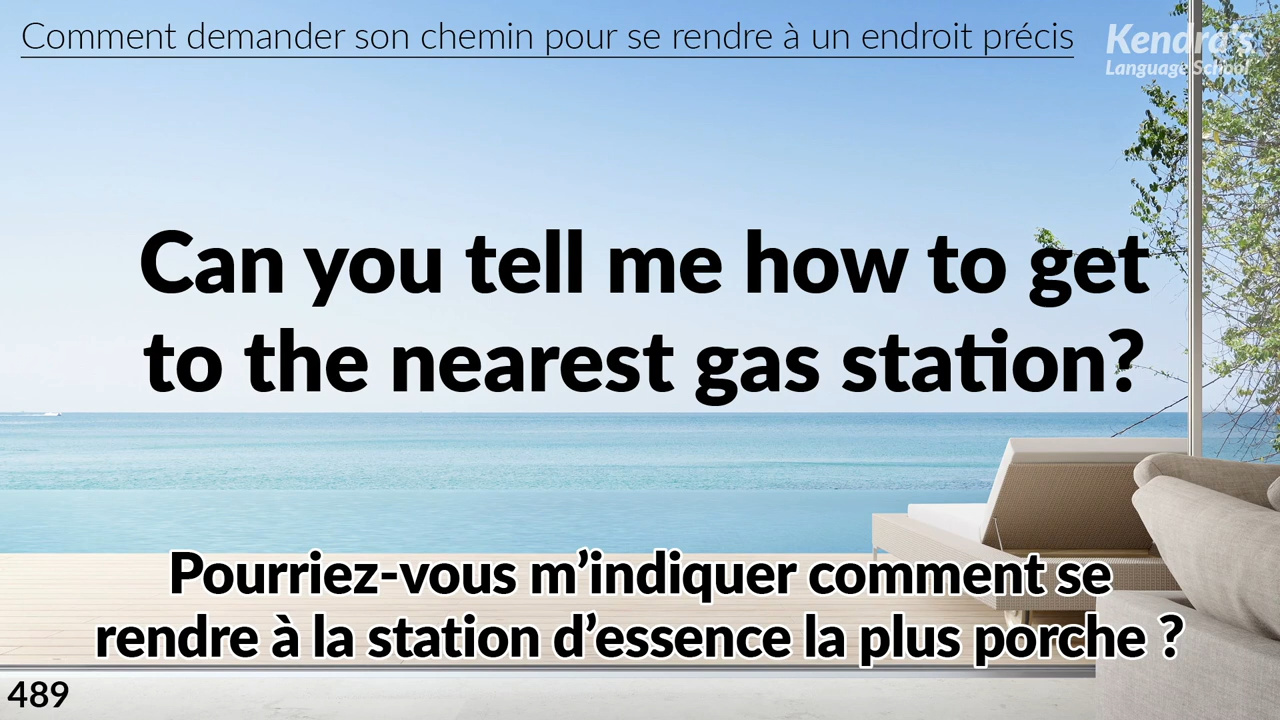 Comment demander son chemin pour se rendre à un endroit précis
Kendra's
Language School
Can you tell me how to get
to the nearest gas station?
Pourriez-vous m’indiquer comment se
rendre à la station d’essence la plus porche ?
489